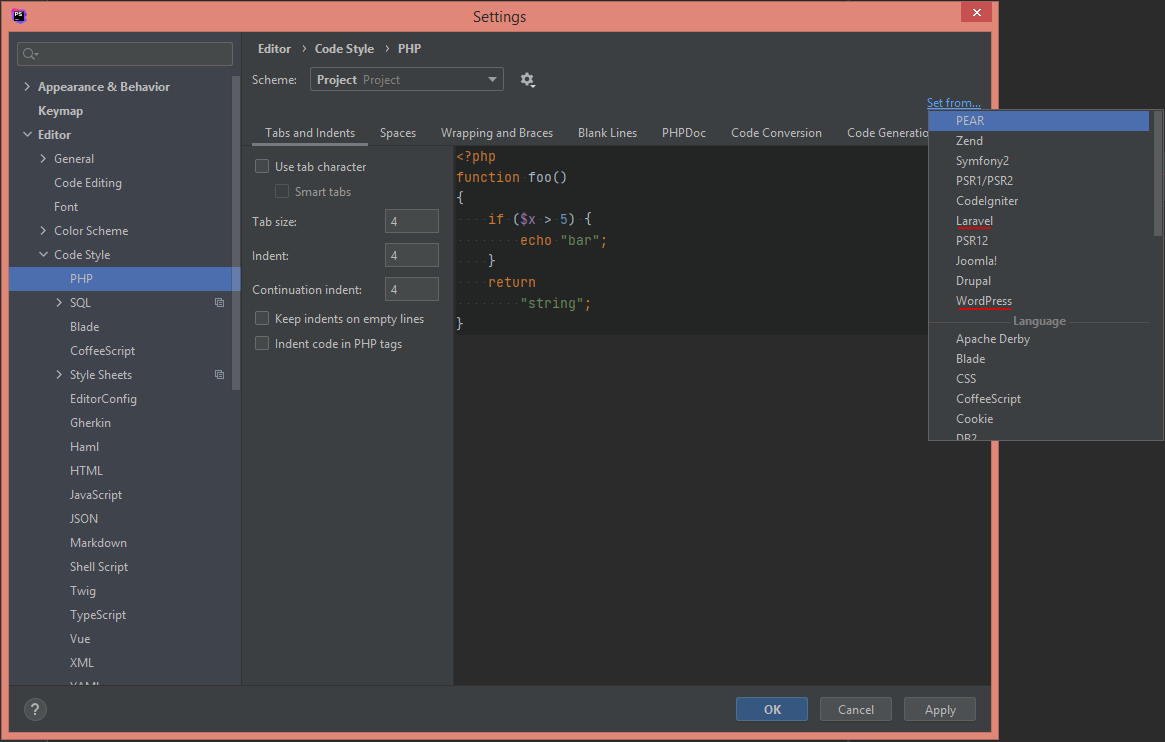 PS
Settings
Editor › Code Style › PHP
Scheme: Project Project
Set from...
Appearance & Behavior
Keymap
Editor
General
Code Editing
Font
Color Scheme
Code Style
PHP
SQL
Blade
CoffeeScript
Style Sheets
EditorConfig
Gherkin
Haml
HTML
JavaScript
JSON
Markdown
Shell Script
Twig
TypeScript
Vue
XML
YAML
Tabs and Indents Spaces Wrapping and Braces Blank Lines PHPDoc Code Conversion Code Generatio
Use tab character
Smart tabs
Tab size: 4
Indent: 4
Continuation indent: 4
Keep indents on empty lines
Indent code in PHP tags
<?php
function foo()
{
    if ($x > 5) {
        echo "bar";
    }
    return
        "string";
}
PEAR
Zend
Symfony2
PSR1/PSR2
CodeIgniter
Laravel
PSR12
Joomla!
Drupal
WordPress
Language
Apache Derby
Blade
CSS
CoffeeScript
Cookie
DB2
?
OK Cancel Apply